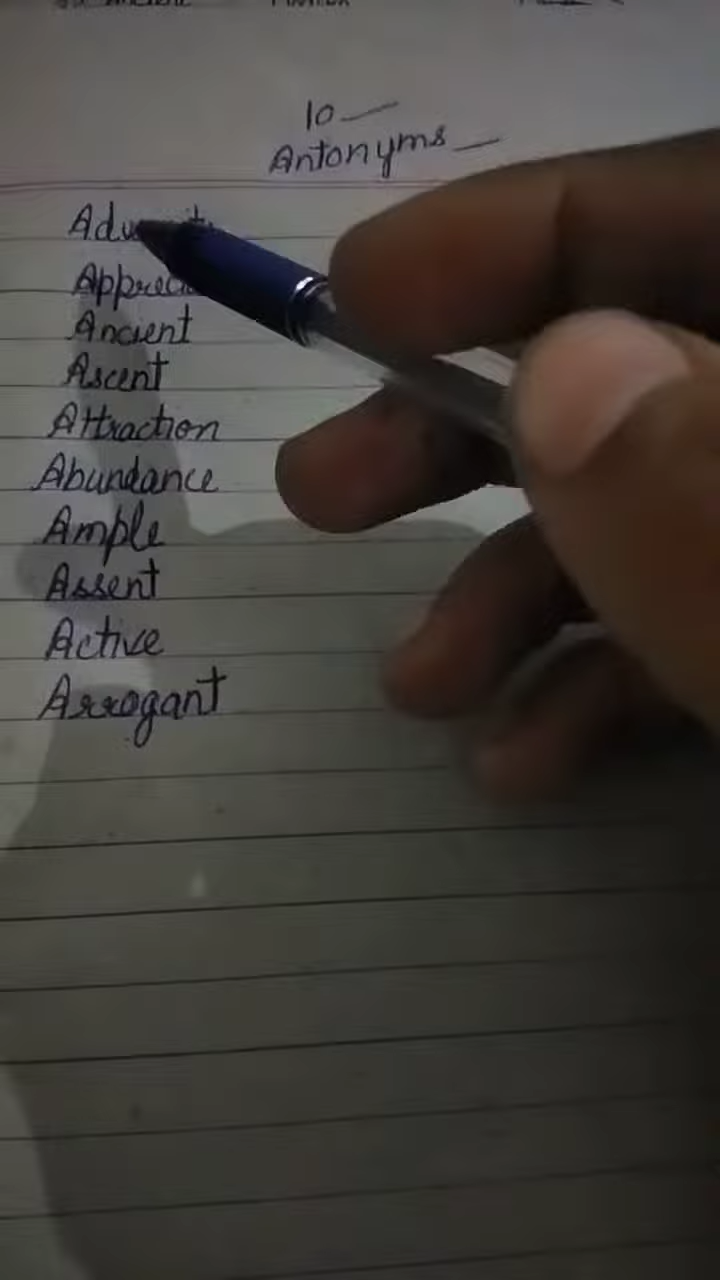 10
Antonyms
Ancient
Ascent
Attraction
Abundance
Ample
Assent
Active
Arrogant